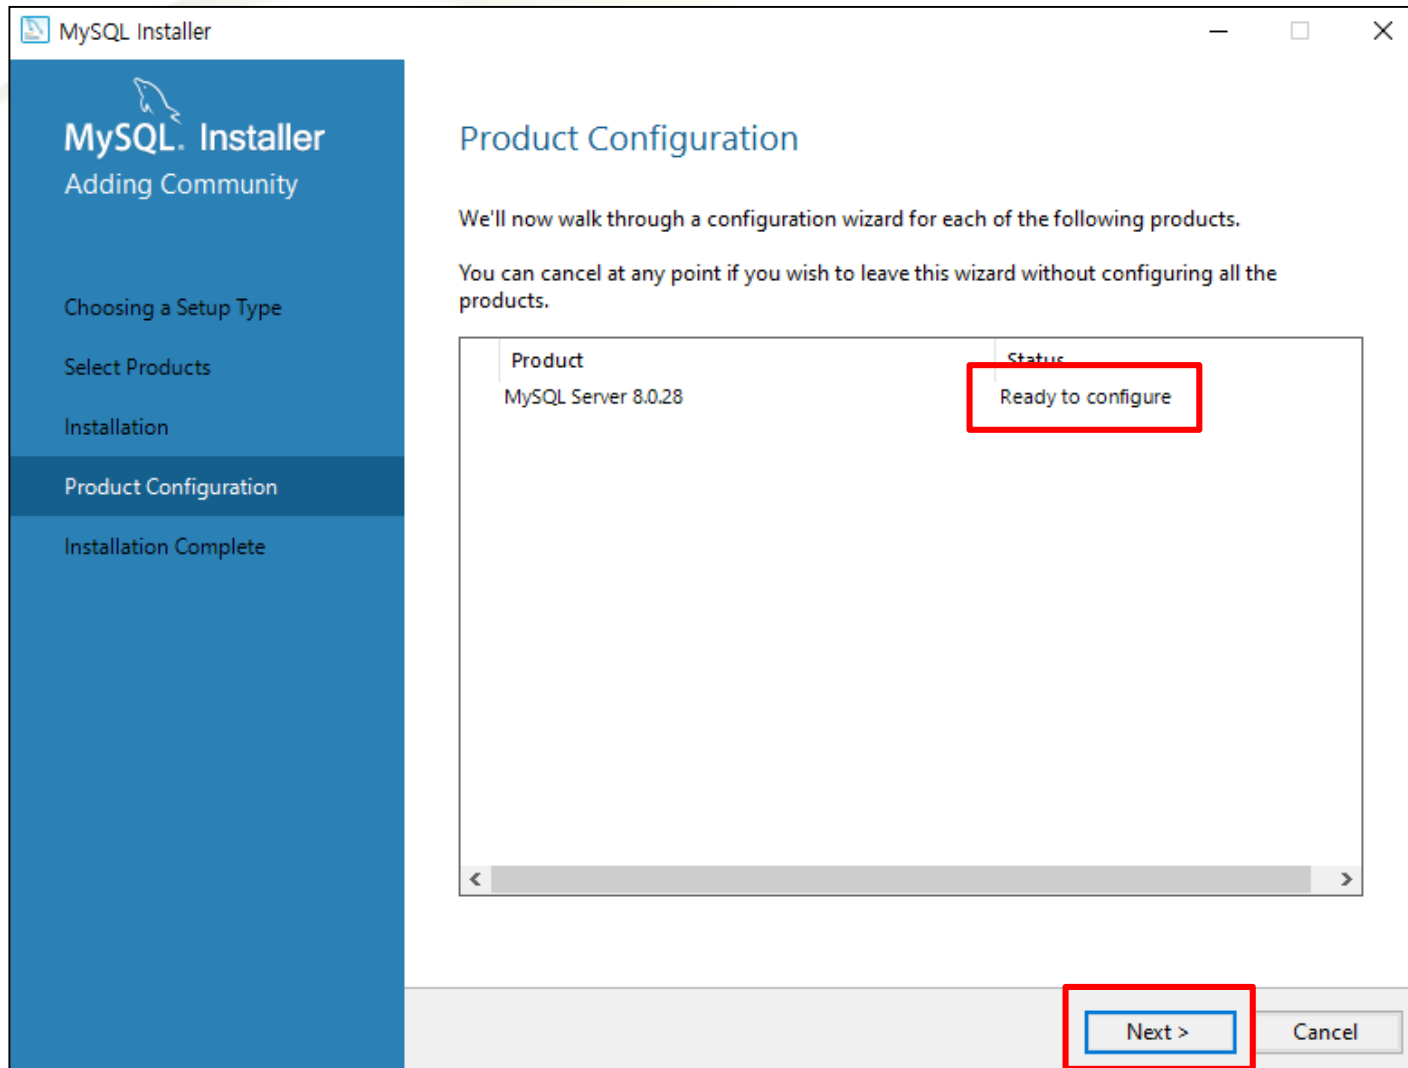 MySQL Installer
MySQL. Installer
Adding Community
Choosing a Setup Type
Select Products
Installation
Product Configuration
Installation Complete
Product Configuration
We'll now walk through a configuration wizard for each of the following products.
You can cancel at any point if you wish to leave this wizard without configuring all the
products.
Product Status
MySQL Server 8.0.28 Ready to configure
Next > Cancel